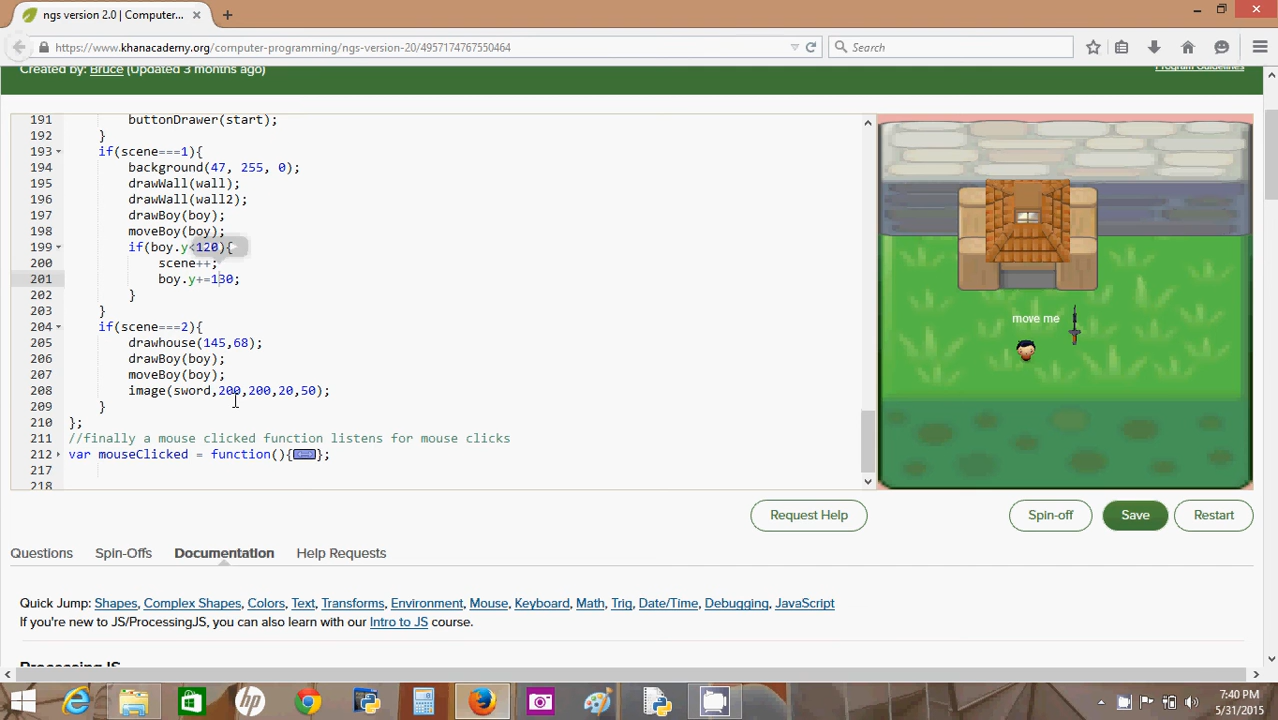 ngs version 2.0 | Computer...
https://www.khanacademy.org/computer-programming/ngs-version-20/4957174767550464
Search
Created by: Bruce (Updated 3 months ago)
Program Guidelines
191 buttonDrawer(start);
192 }
193 if(scene===1){
194 background(47, 255, 0);
195 drawWall(wall);
196 drawWall(wall2);
197 drawBoy(boy);
198 moveBoy(boy);
199 if(boy.y<120){
200 scene++;
201 boy.y+=130;
202 }
203 }
204 if(scene===2){
205 drawhouse(145,68);
206 drawBoy(boy);
207 moveBoy(boy);
208 image(sword,200,200,20,50);
209 }
210 };
211 //finally a mouse clicked function listens for mouse clicks
212 var mouseClicked = function(){};
217
218
move me
Request Help
Spin-off
Save
Restart
Questions
Spin-Offs
Documentation
Help Requests
Quick Jump: Shapes, Complex Shapes, Colors, Text, Transforms, Environment, Mouse, Keyboard, Math, Trig, Date/Time, Debugging, JavaScript
If you're new to JS/ProcessingJS, you can also learn with our Intro to JS course.
ProcessingJS
hp
7:40 PM
5/31/2015